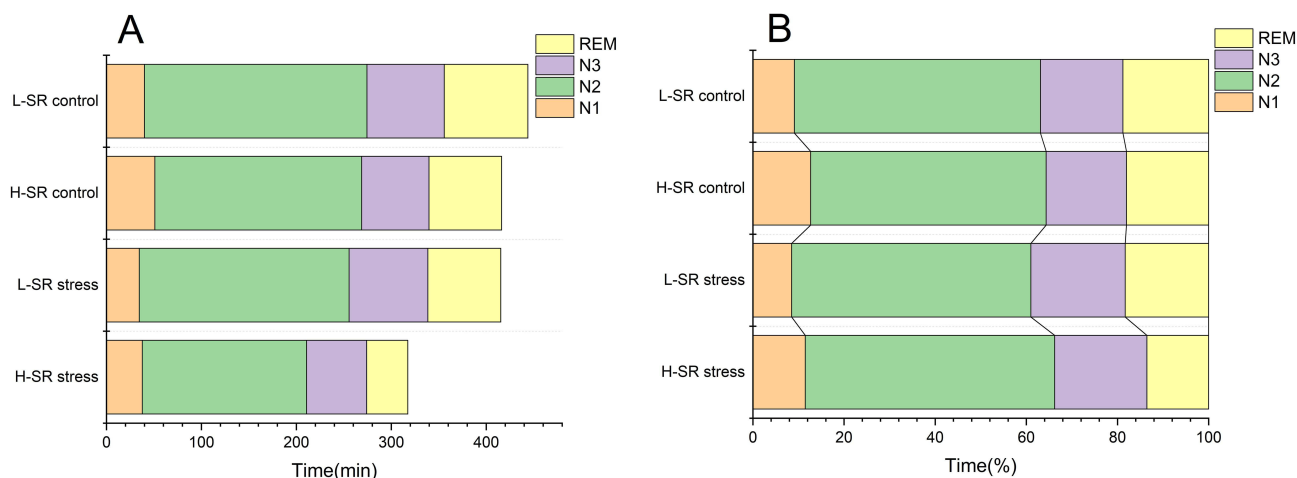 A
REM
N3
N2
N1
L-SR control
H-SR control
L-SR stress
H-SR stress
0 100 200 300 400
Time(min)
B
REM
N3
N2
N1
L-SR control
H-SR control
L-SR stress
H-SR stress
0 20 40 60 80 100
Time(%)